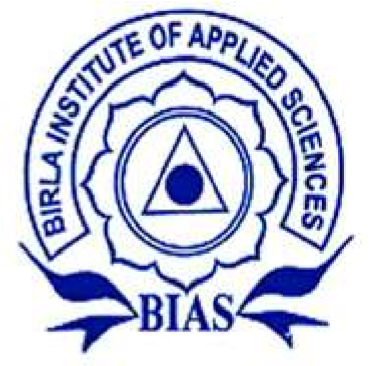 BIRLA INSTITUTE OF APPLIED SCIENCES
BIAS